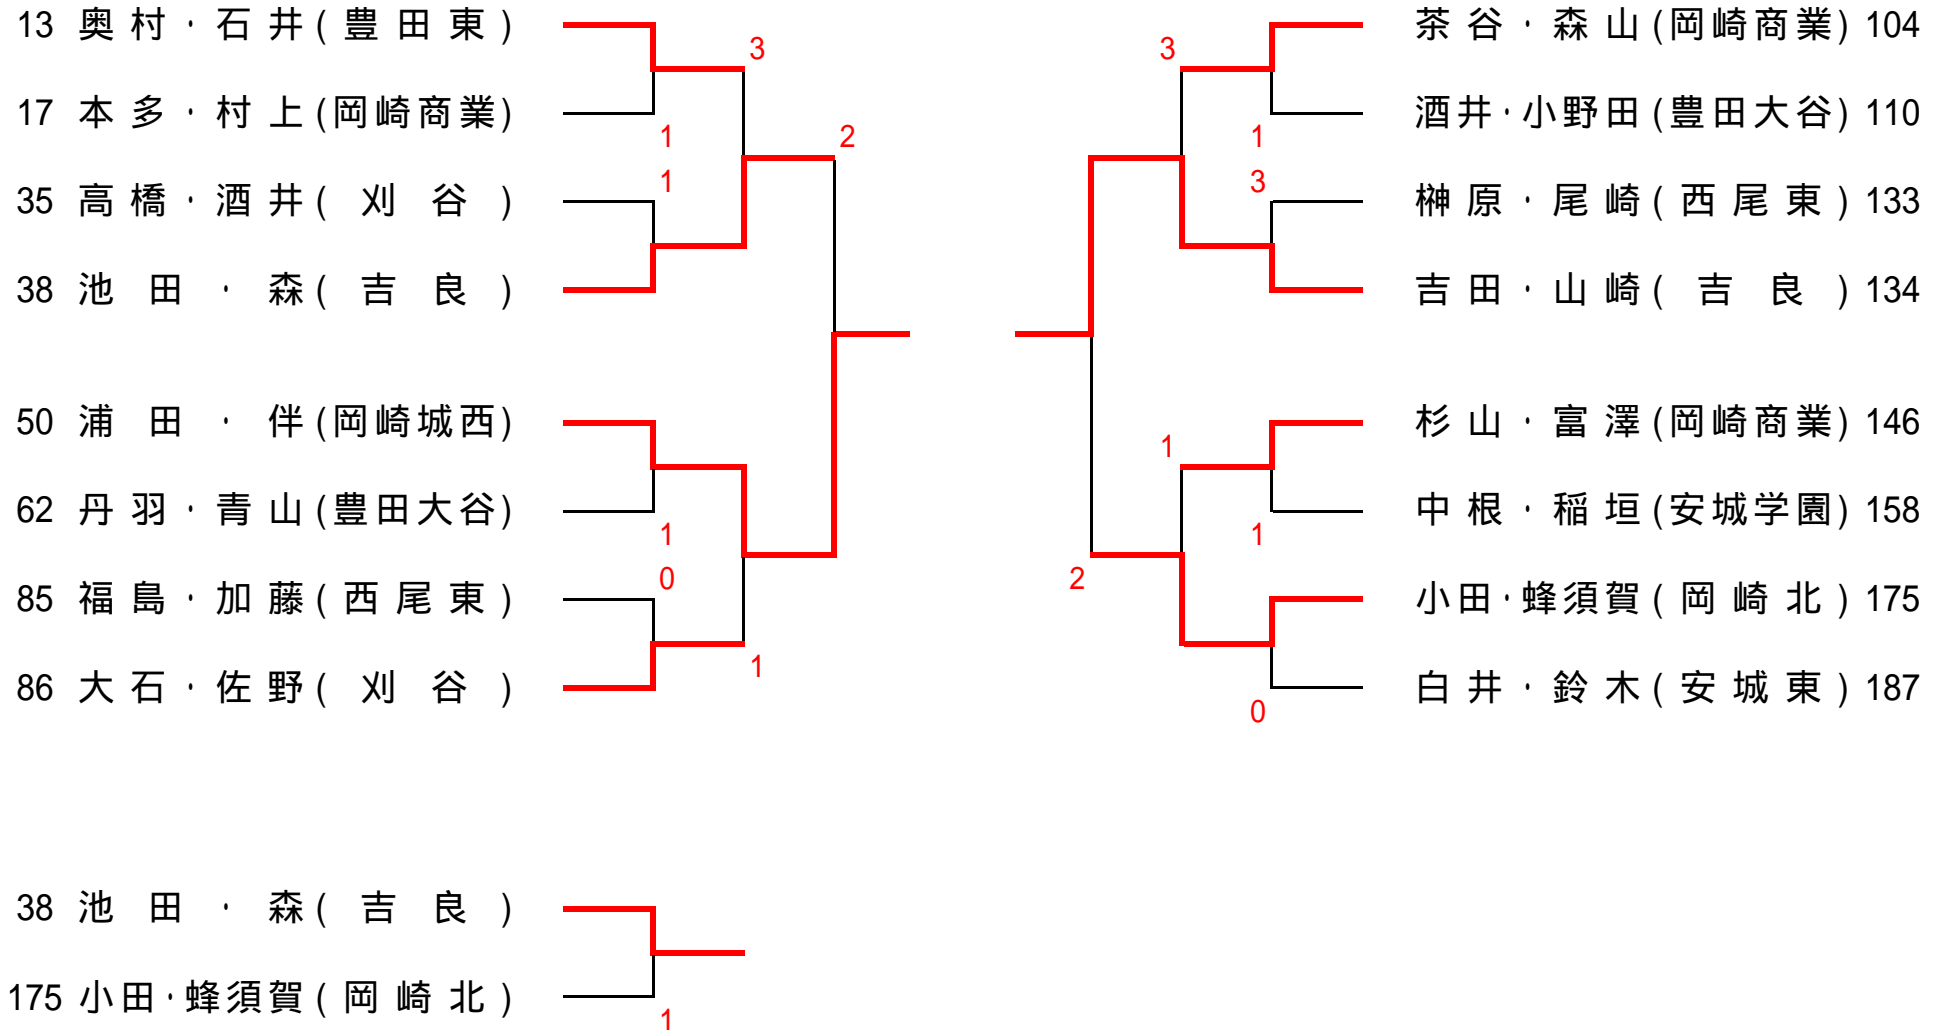 13 奥村・石井(豊田東)
3
17 本多・村上(岡崎商業)
1
2
35 高橋・酒井(刈谷)
1
38 池田・森(吉良)
50 浦田・伴(岡崎城西)
62 丹羽・青山(豊田大谷)
1
85 福島・加藤(西尾東)
0
86 大石・佐野(刈谷)
1
茶谷・森山(岡崎商業) 104
3
酒井・小野田(豊田大谷) 110
1
榊原・尾崎(西尾東) 133
3
吉田・山崎(吉良) 134
杉山・富澤(岡崎商業) 146
1
中根・稲垣(安城学園) 158
1
2
小田・蜂須賀(岡崎北) 175
白井・鈴木(安城東) 187
0
38 池田・森(吉良)
175 小田・蜂須賀(岡崎北)
1